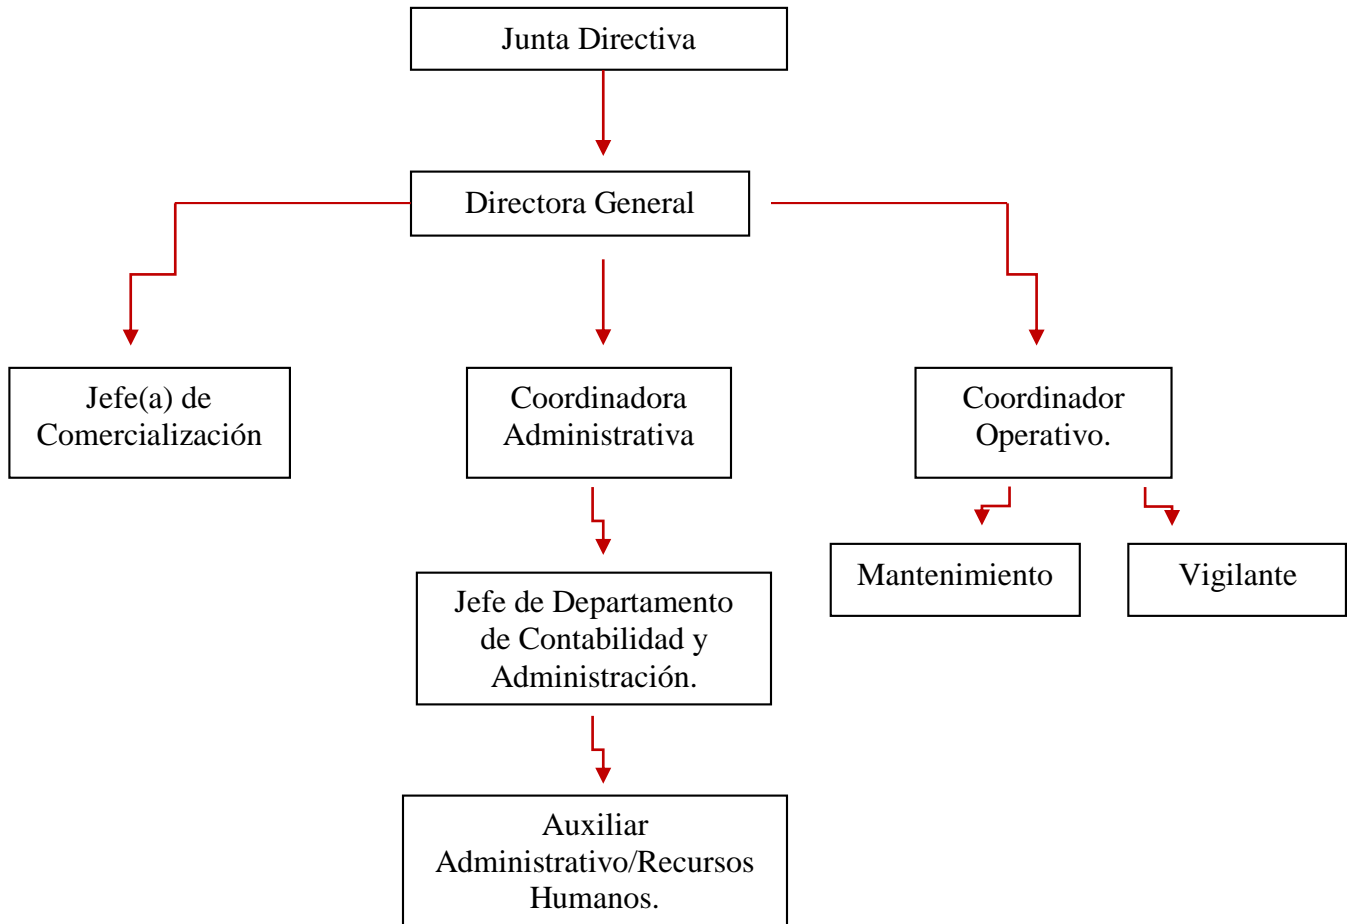 Junta Directiva
Directora General
Jefe(a) de
Comercialización
Coordinadora
Administrativa
Coordinador
Operativo.
Mantenimiento
Vigilante
Jefe de Departamento
de Contabilidad y
Administración.
Auxiliar
Administrativo/Recursos
Humanos.